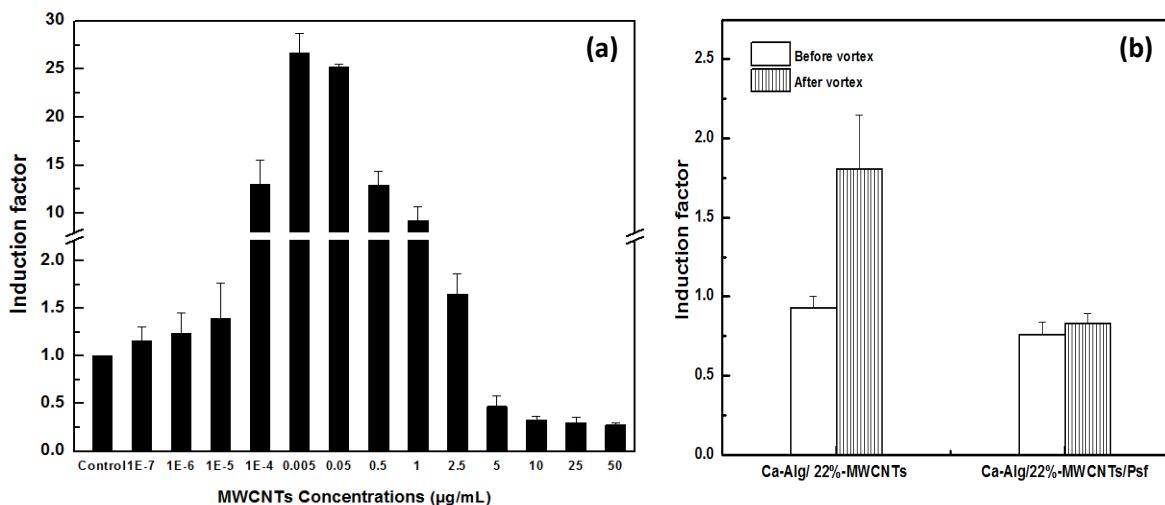 (a)
Induction factor
30
25
20
15
10
2.0
1.5
1.0
0.5
0.0
Control 1E-7 1E-6 1E-5 1E-4 0.005 0.05 0.5 1 2.5 5 10 25 50
MWCNTs Concentrations (µg/mL)
(b)
Before vortex
After vortex
Induction factor
2.5
2.0
1.5
1.0
0.5
0.0
Ca-Alg/ 22%-MWCNTs Ca-Alg/22%-MWCNTs/Psf